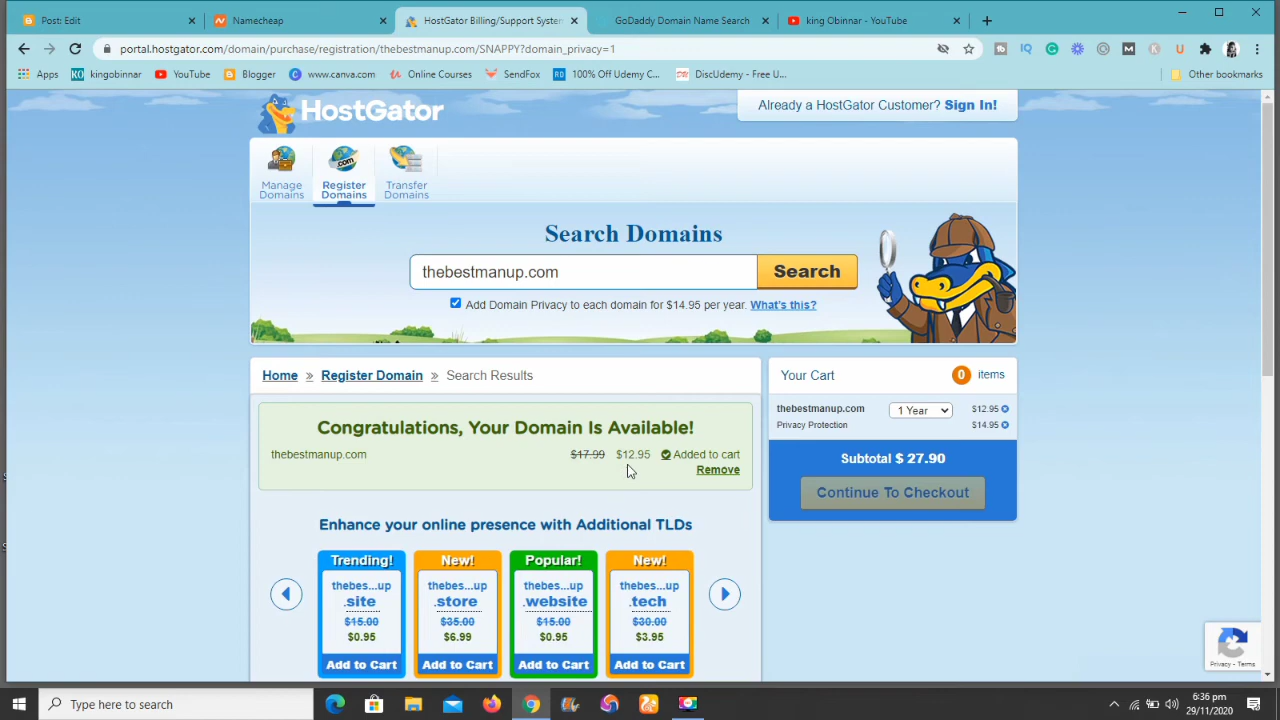 Post: Edit
Namecheap
HostGator Billing/Support System
GoDaddy Domain Name Search
king Obinnar - YouTube
portal.hostgator.com/domain/purchase/registration/thebestmanup.com/SNAPPY?domain_privacy=1
Apps
kingobinnar
YouTube
Blogger
www.canva.com
Online Courses
SendFox
100% Off Udemy C...
DiscUdemy - Free U...
Other bookmarks
HostGator
Already a HostGator Customer? Sign In!
Manage Domains
.com
Register Domains
Transfer Domains
Search Domains
thebestmanup.com
Search
Add Domain Privacy to each domain for $14.95 per year. What's this?
Home » Register Domain » Search Results
Your Cart
0 items
Congratulations, Your Domain Is Available!
thebestmanup.com $17.99 $12.95 Added to cart
Remove
thebestmanup.com 1 Year $12.95
Privacy Protection $14.95
Subtotal $ 27.90
Continue To Checkout
Enhance your online presence with Additional TLDs
Trending!
thebes...up
.site
$15.00
$0.95
Add to Cart
New!
thebes...up
.store
$35.00
$6.99
Add to Cart
Popular!
thebes...up
.website
$15.00
$0.95
Add to Cart
New!
thebes...up
.tech
$30.00
$3.95
Add to Cart
Privacy - Terms
Type here to search
6:36 pm
29/11/2020